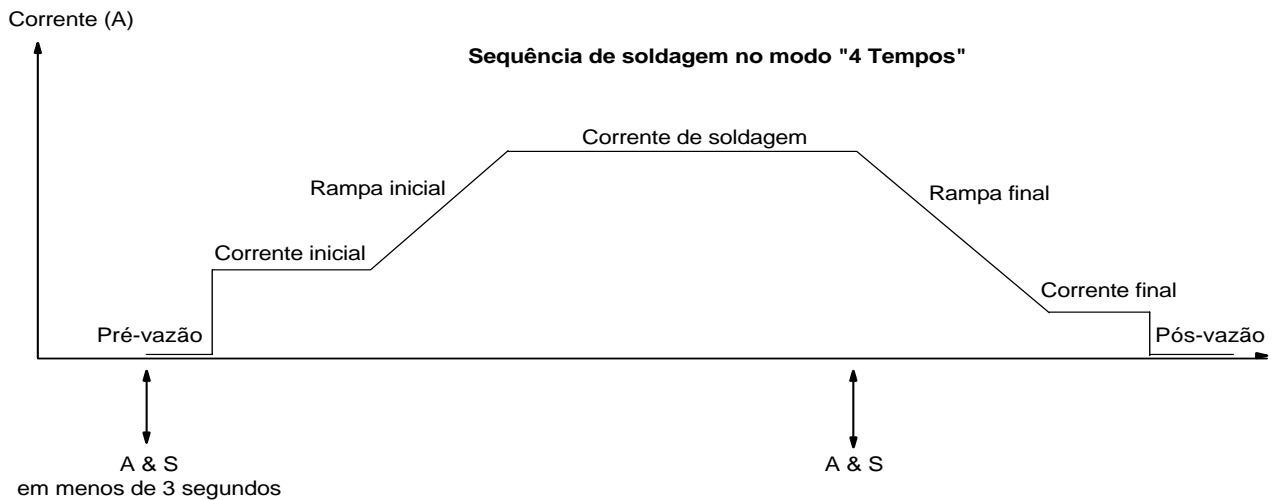 Corrente (A)
Sequência de soldagem no modo "4 Tempos"
Corrente de soldagem
Rampa inicial
Rampa final
Corrente inicial
Corrente final
Pré-vazão
Pós-vazão
A & S
em menos de 3 segundos
A & S